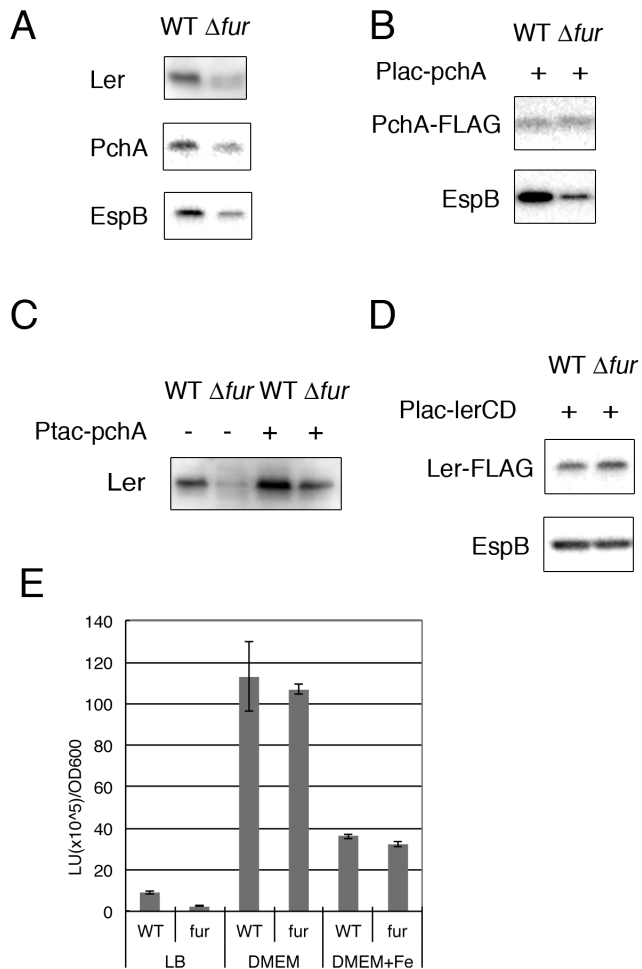 A
WT Δfur
Ler
PchA
EspB
B
WT Δfur
Plac-pchA + +
PchA-FLAG
EspB
C
WT Δfur WT Δfur
Ptac-pchA - - + +
Ler
D
WT Δfur
Plac-lerCD + +
Ler-FLAG
EspB
E
LU(x10^5)/OD600
140
120
100
80
60
40
20
0
WT fur WT fur WT fur
LB DMEM DMEM+Fe